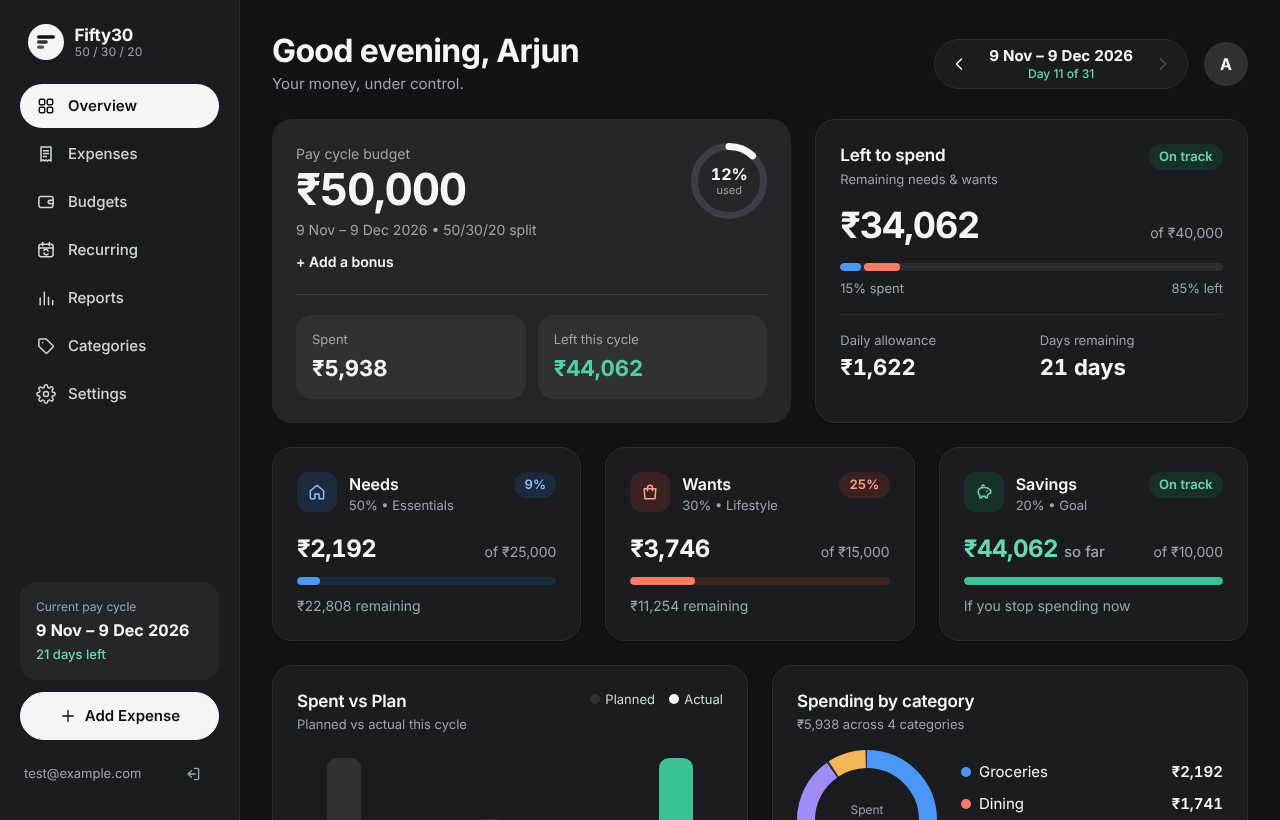 Fifty30
50 / 30 / 20
Overview
Expenses
Budgets
Recurring
Reports
Categories
Settings
Current pay cycle
9 Nov – 9 Dec 2026
21 days left
+ Add Expense
test@example.com
Good evening, Arjun
Your money, under control.
9 Nov – 9 Dec 2026
Day 11 of 31
A
Pay cycle budget
₹50,000
9 Nov – 9 Dec 2026 • 50/30/20 split
+ Add a bonus
12%
used
Spent
₹5,938
Left this cycle
₹44,062
Left to spend
On track
Remaining needs & wants
₹34,062
of ₹40,000
15% spent
85% left
Daily allowance
₹1,622
Days remaining
21 days
Needs
50% • Essentials
9%
₹2,192
of ₹25,000
₹22,808 remaining
Wants
30% • Lifestyle
25%
₹3,746
of ₹15,000
₹11,254 remaining
Savings
20% • Goal
On track
₹44,062 so far
of ₹10,000
If you stop spending now
Spent vs Plan
Planned vs actual this cycle
Planned
Actual
Spending by category
₹5,938 across 4 categories
Spent
Groceries
₹2,192
Dining
₹1,741